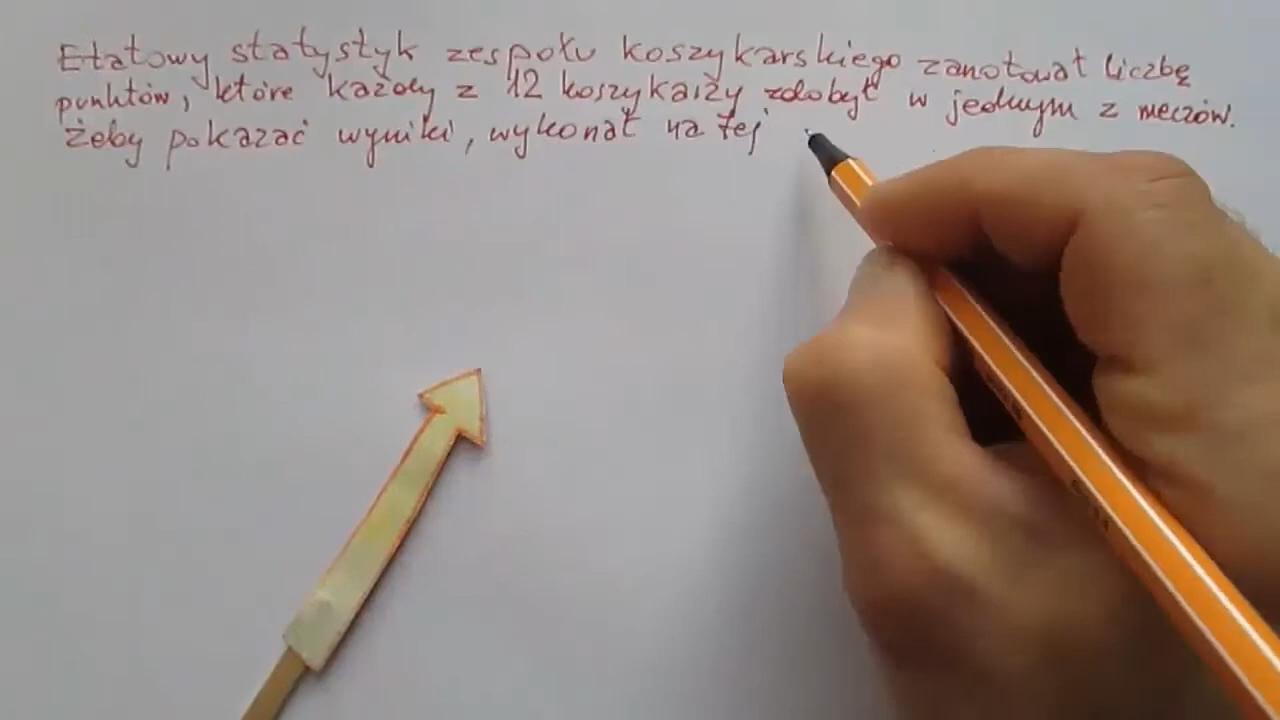 Etatowy statystyk zespołu koszykarskiego zanotował liczbę
punktów, które każdy z 12 koszykarzy zdobył w jednym z meczów.
żeby pokazać wyniki, wykonał na tej